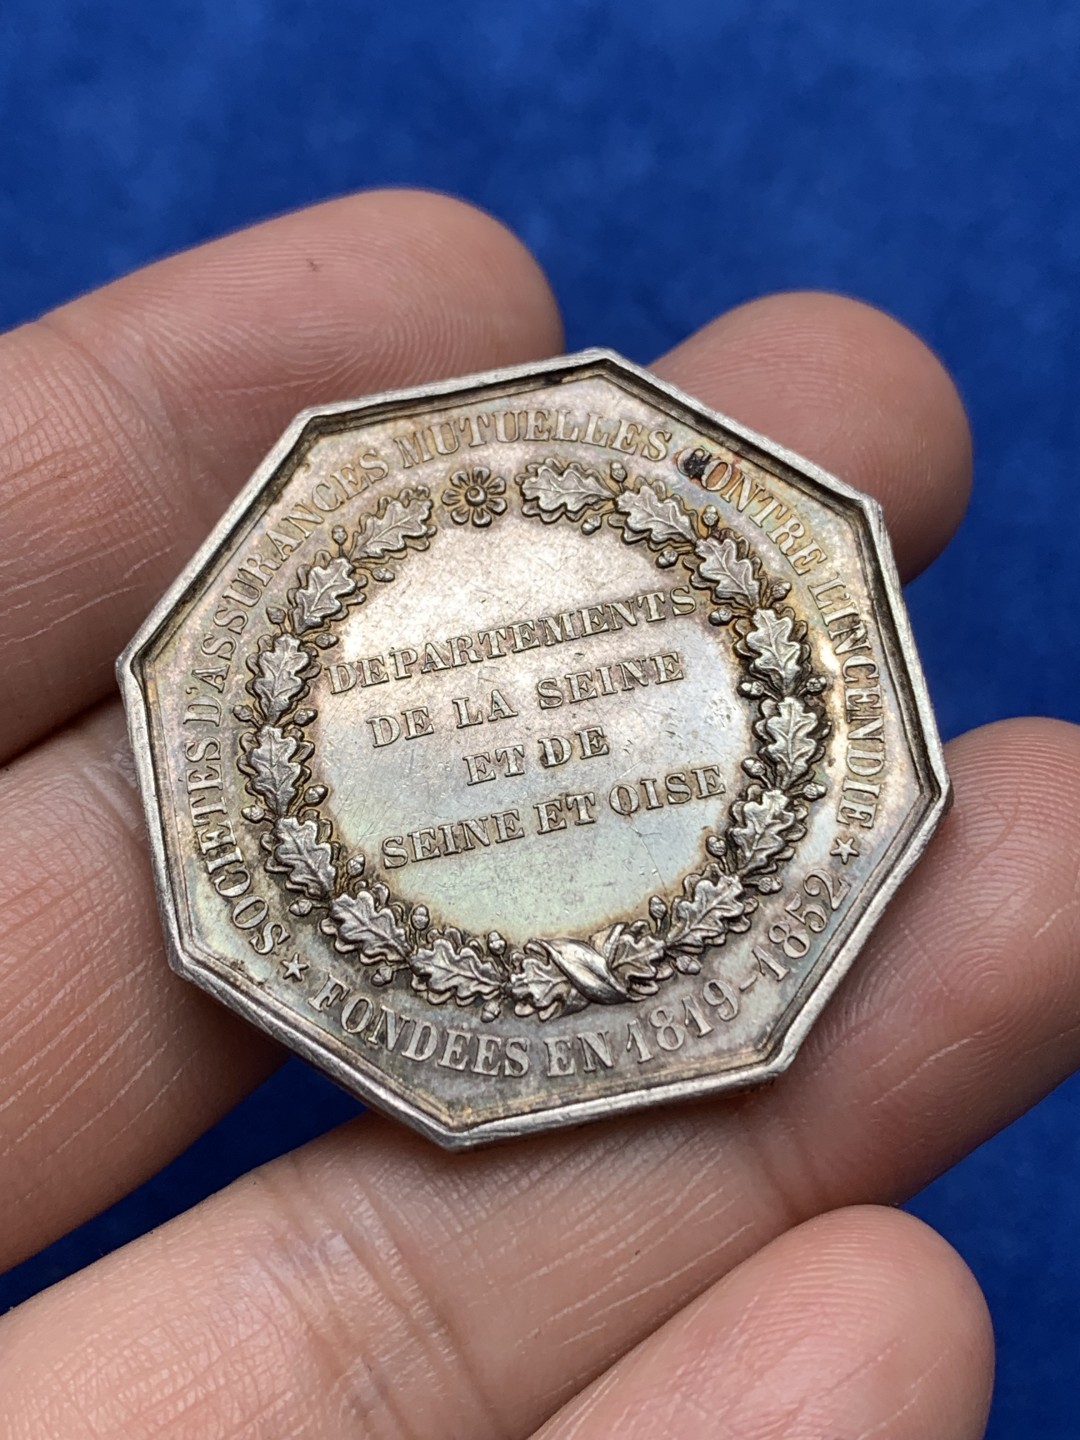 SOCIETES D'ASSURANCES MUTUELLES CONTRE L'INCENDIE
DEPARTEMENTS
DE LA SEINE
ET DE
SEINE ET OISE
★ FONDEES EN 1819-1852 ★